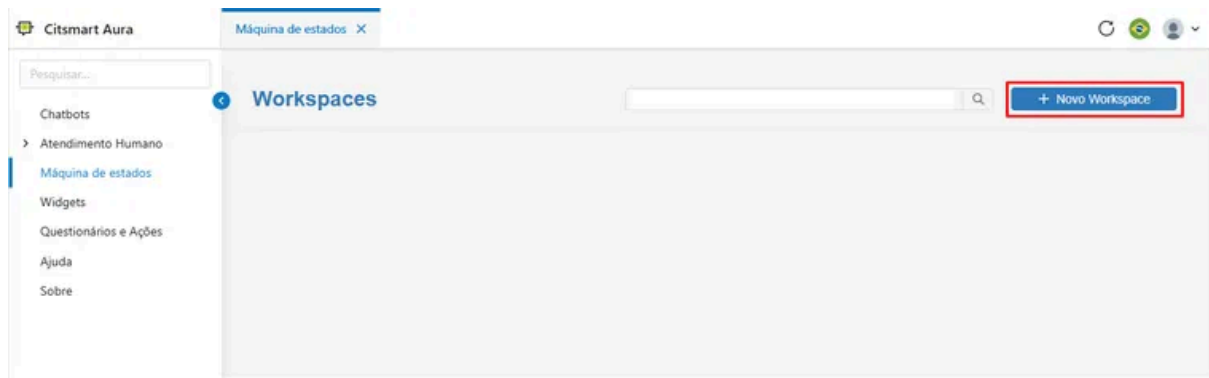 Citsmart Aura
Máquina de estados X
Pesquisar...
Workspaces
+ Novo Workspace
Chatbots
> Atendimento Humano
Máquina de estados
Widgets
Questionários e Ações
Ajuda
Sobre